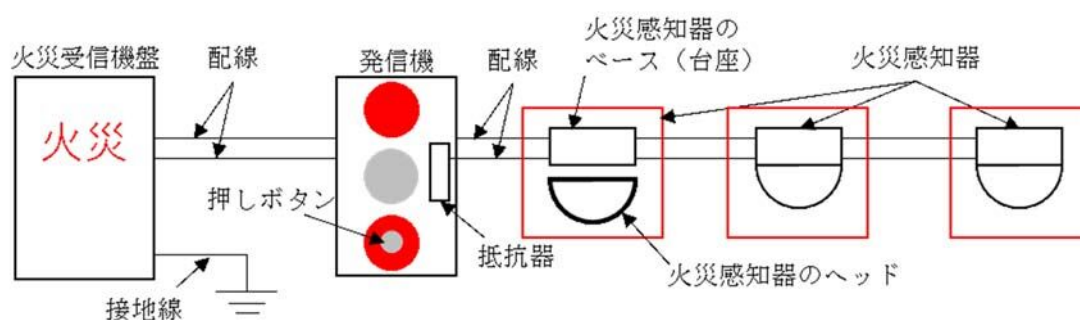 火災感知器の
ベース（台座）
火災受信機盤
配線
発信機
配線
火災感知器
火災
押しボタン
抵抗器
火災感知器のヘッド
接地線